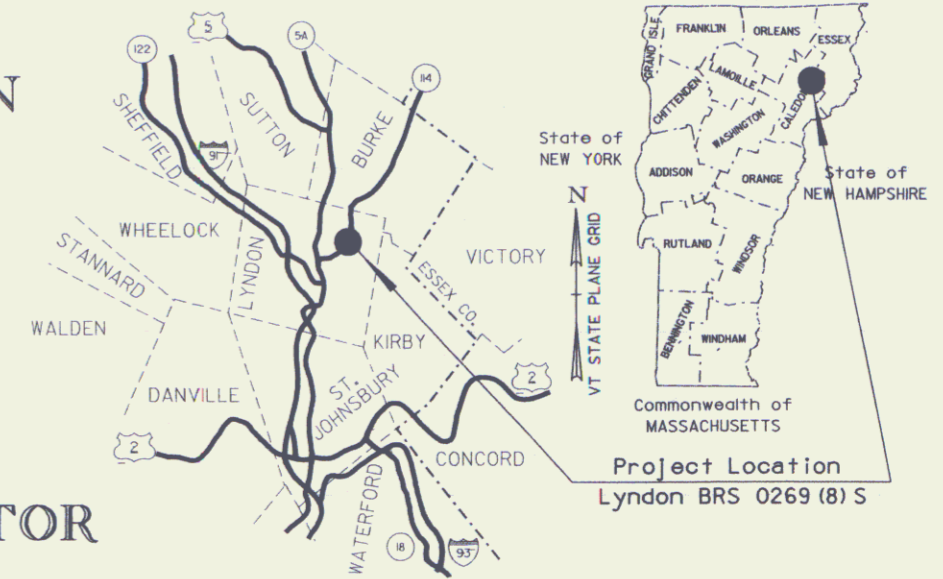 N
TOR
122
5
5A
114
91
SHEFFIELD
SUTTON
BURKE
WHEELOCK
STANNARD
LYNDON
VICTORY
ESSEX CO.
WALDEN
KIRBY
DANVILLE
ST.
JOHNSBURY
2
2
CONCORD
WATERFORD
18
93
State of
NEW YORK
N
VT STATE PLANE GRID
GRAND ISLE
FRANKLIN
ORLEANS
ESSEX
LAMOILLE
CHITTENDEN
WASHINGTON
ADDISON
ORANGE
State of
NEW HAMPSHIRE
RUTLAND
WINDSOR
BENNINGTON
WINDHAM
Commonwealth of
MASSACHUSETTS
Project Location
Lyndon BRS 0269 (8) S